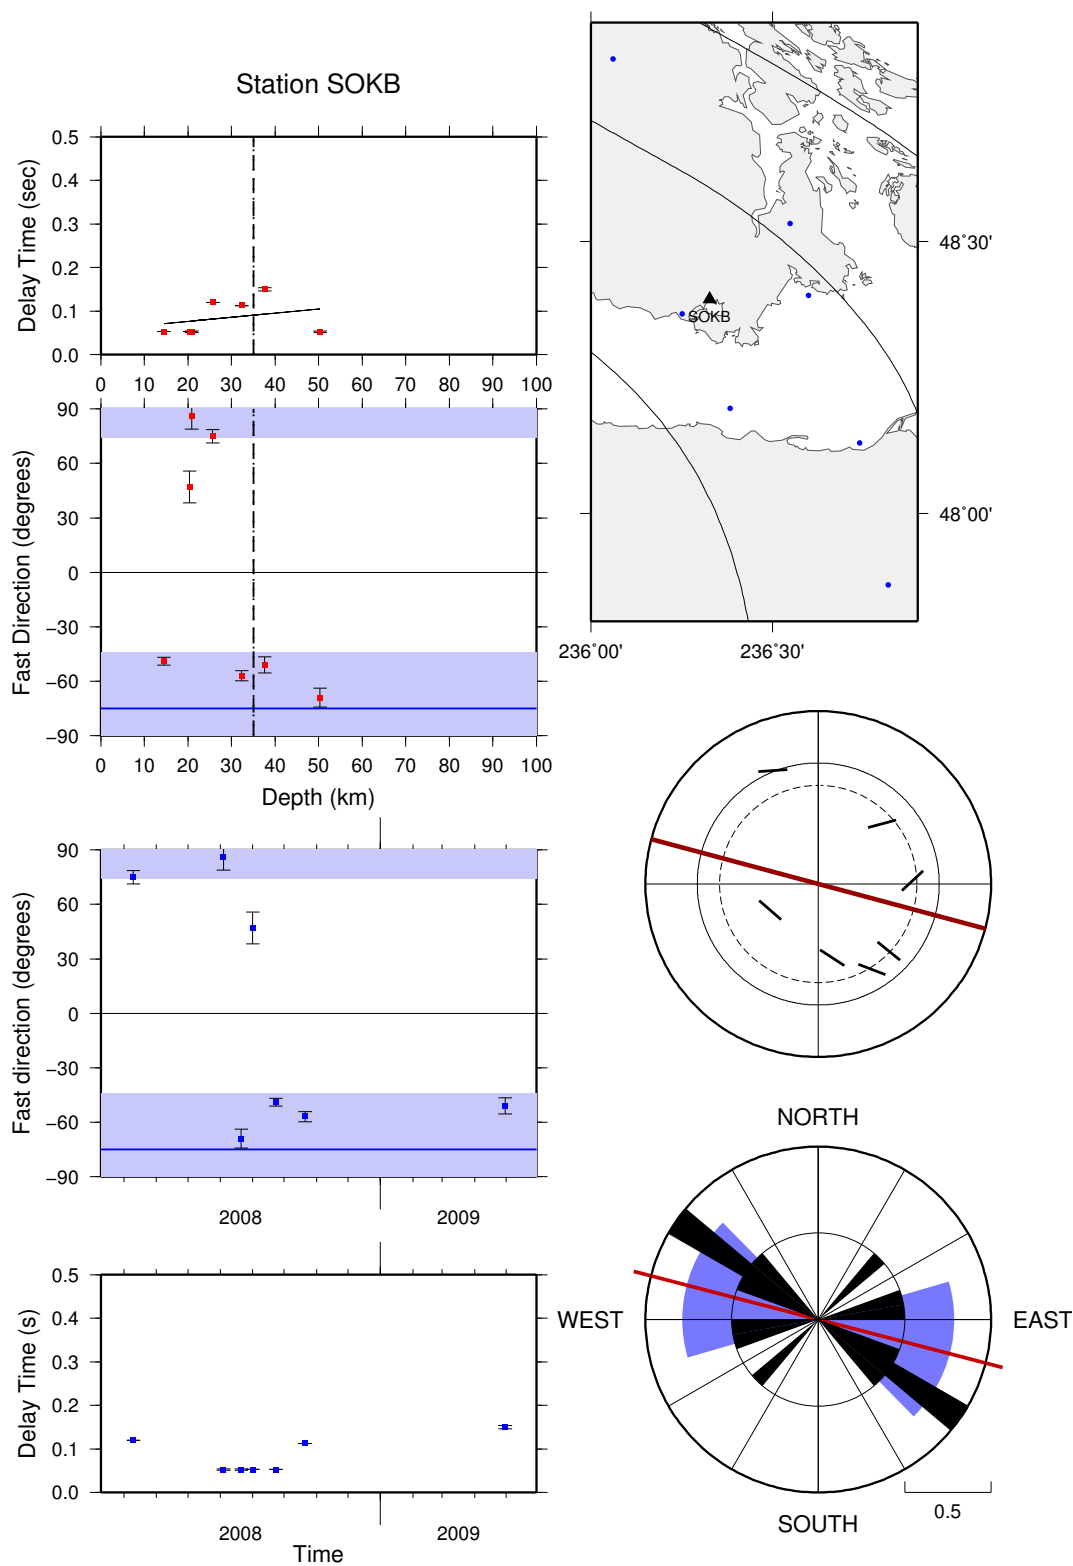 Station SOKB
0.5
0.4
0.3
0.2
0.1
0.0
Delay Time (sec)
0 10 20 30 40 50 60 70 80 90 100
90
60
30
0
−30
−60
−90
Fast Direction (degrees)
0 10 20 30 40 50 60 70 80 90 100
Depth (km)
90
60
30
0
−30
−60
−90
Fast direction (degrees)
2008 2009
0.5
0.4
0.3
0.2
0.1
0.0
Delay Time (s)
2008 2009
Time
SOKB
48˚30'
48˚00'
236˚00' 236˚30'
NORTH
WEST EAST
SOUTH
0.5